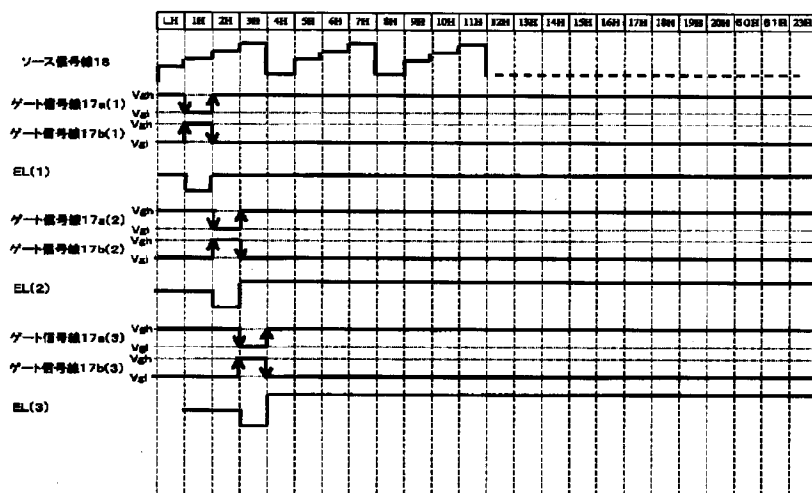 LH 1H 2H 3H 4H 5H 6H 7H 8H 9H 10H 11H 12H 13H 14H 15H 16H 17H 18H 19H 20H 60H 61H 23H
ソース信号線18
Vgh
ゲート信号線17a(1)
Vgl
Vgh
ゲート信号線17b(1)
Vgl
EL(1)
Vgh
ゲート信号線17a(2)
Vgl
Vgh
ゲート信号線17b(2)
Vgl
EL(2)
Vgh
ゲート信号線17a(3)
Vgl
Vgh
ゲート信号線17b(3)
Vgl
EL(3)